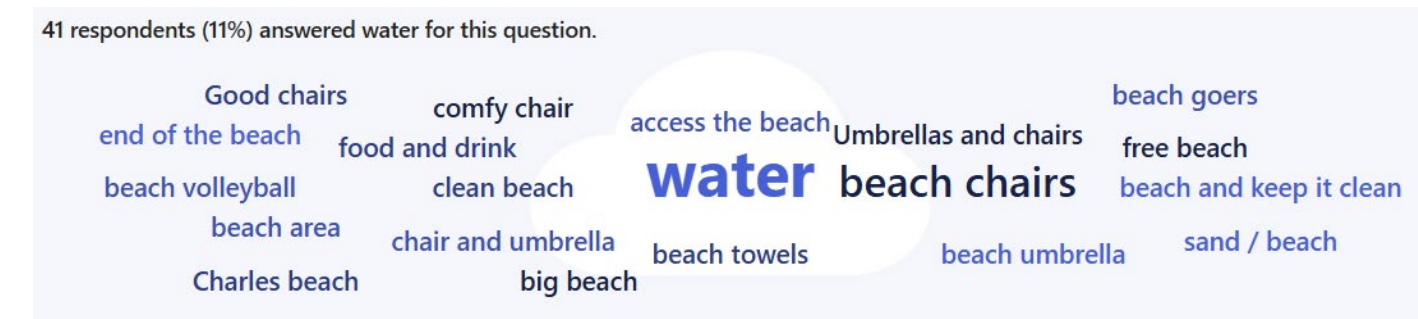 41 respondents (11%) answered water for this question.
Good chairs
comfy chair
beach goers
end of the beach
food and drink
access the beach
Umbrellas and chairs
free beach
beach volleyball
clean beach
water
beach chairs
beach and keep it clean
beach area
chair and umbrella
beach towels
beach umbrella
sand / beach
Charles beach
big beach